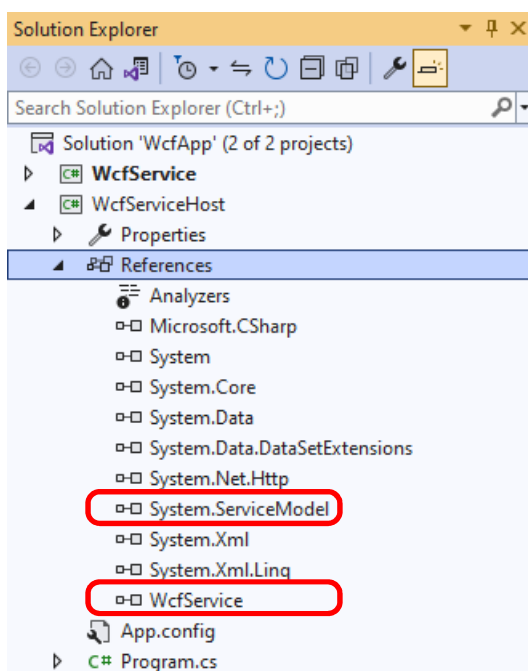 Solution Explorer
Search Solution Explorer (Ctrl+;)
Solution 'WcfApp' (2 of 2 projects)
C# WcfService
C# WcfServiceHost
Properties
References
Analyzers
Microsoft.CSharp
System
System.Core
System.Data
System.Data.DataSetExtensions
System.Net.Http
System.ServiceModel
System.Xml
System.Xml.Linq
WcfService
App.config
C# Program.cs